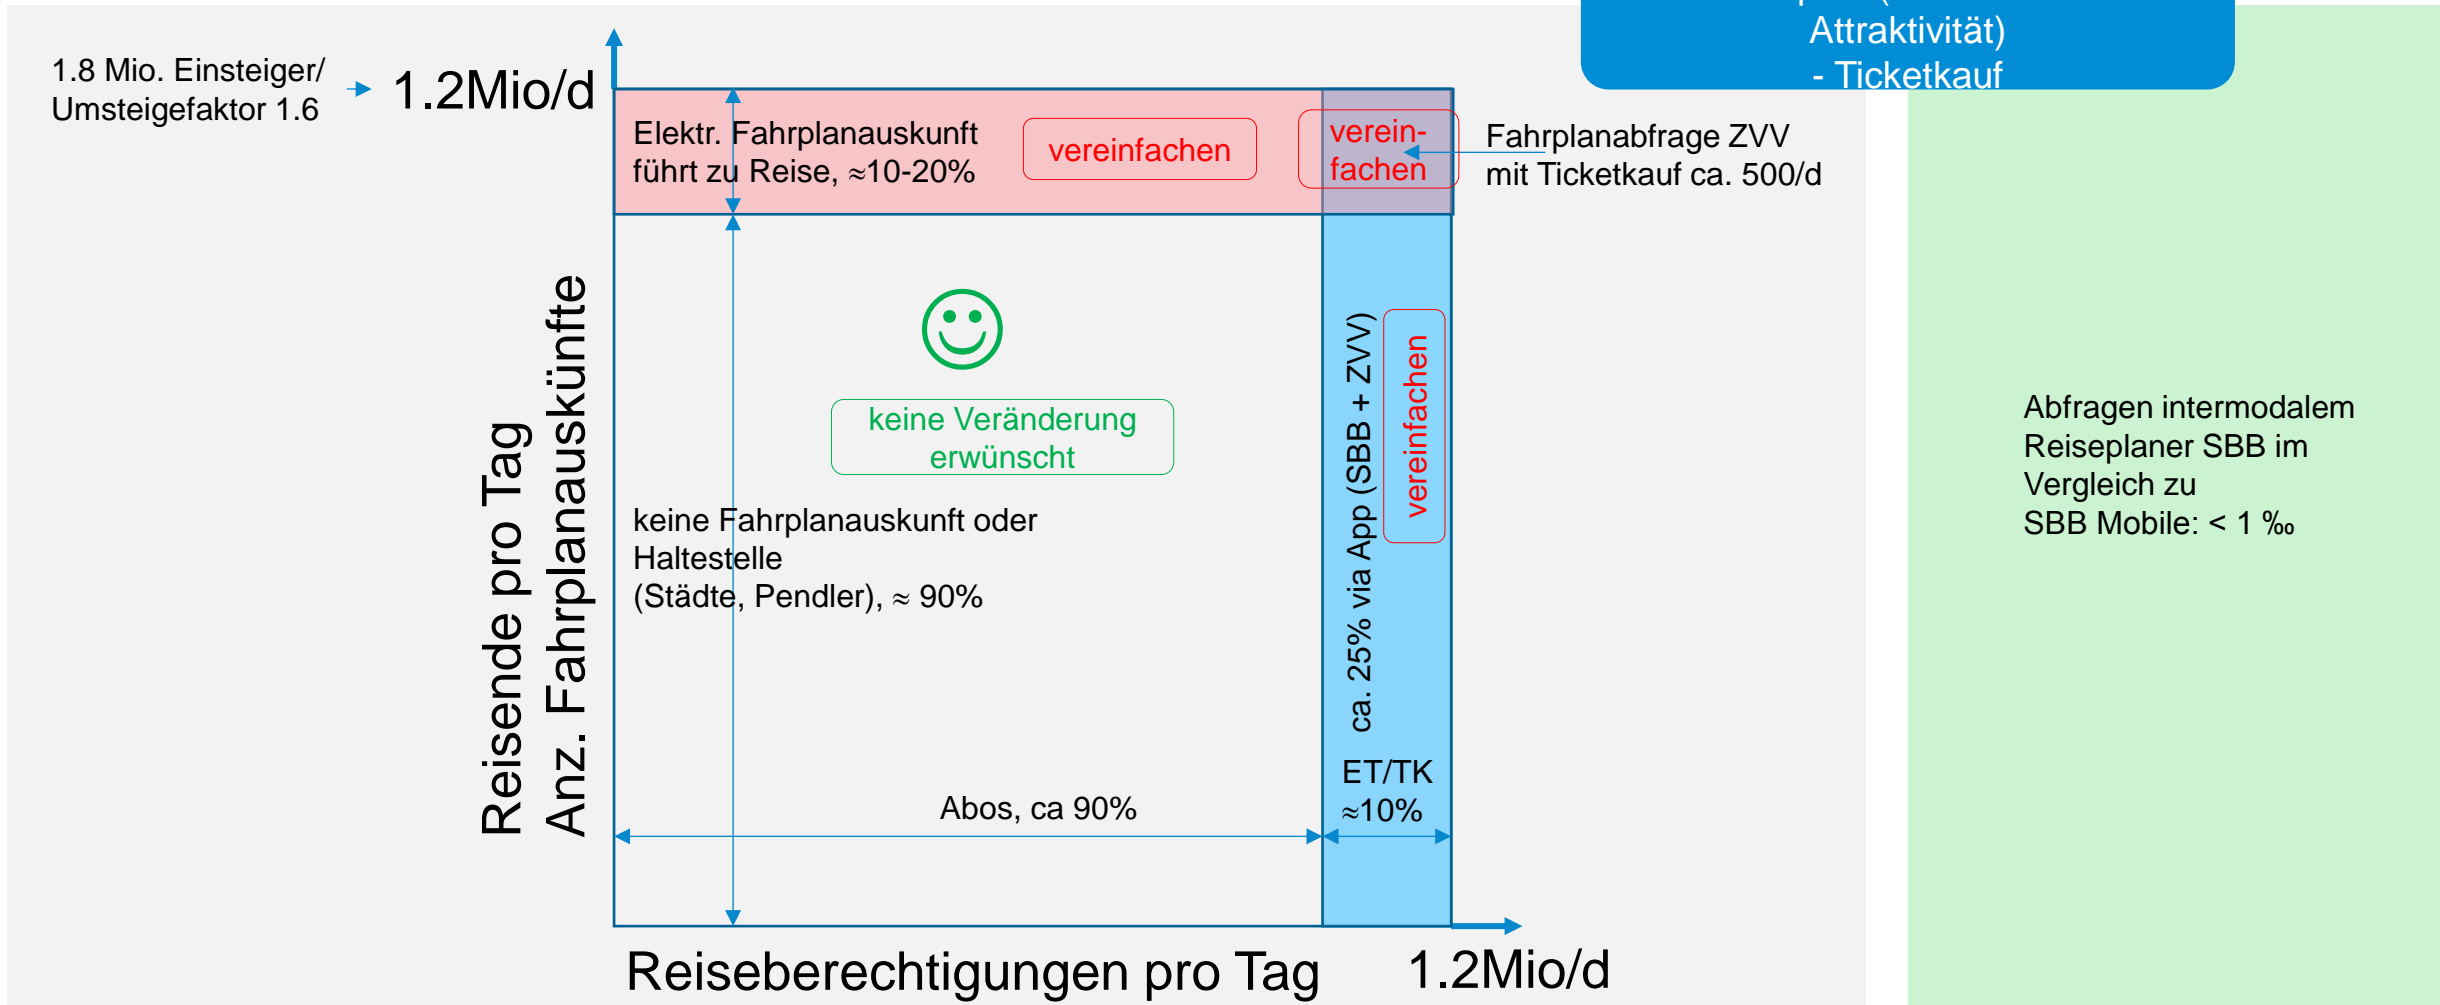 Attraktivität)
- Ticketkauf
1.8 Mio. Einsteiger/
Umsteigefaktor 1.6
1.2Mio/d
Elektr. Fahrplanauskunft
führt zu Reise, ≈10-20%
vereinfachen
verein-
fachen
Fahrplanabfrage ZVV
mit Ticketkauf ca. 500/d
Reisende pro Tag
Anz. Fahrplanauskünfte
keine Veränderung
erwünscht
keine Fahrplanauskunft oder
Haltestelle
(Städte, Pendler), ≈ 90%
ca. 25% via App (SBB + ZVV)
vereinfachen
ET/TK
≈10%
Abos, ca 90%
Reiseberechtigungen pro Tag
1.2Mio/d
Abfragen intermodalem
Reiseplaner SBB im
Vergleich zu
SBB Mobile: < 1 ‰